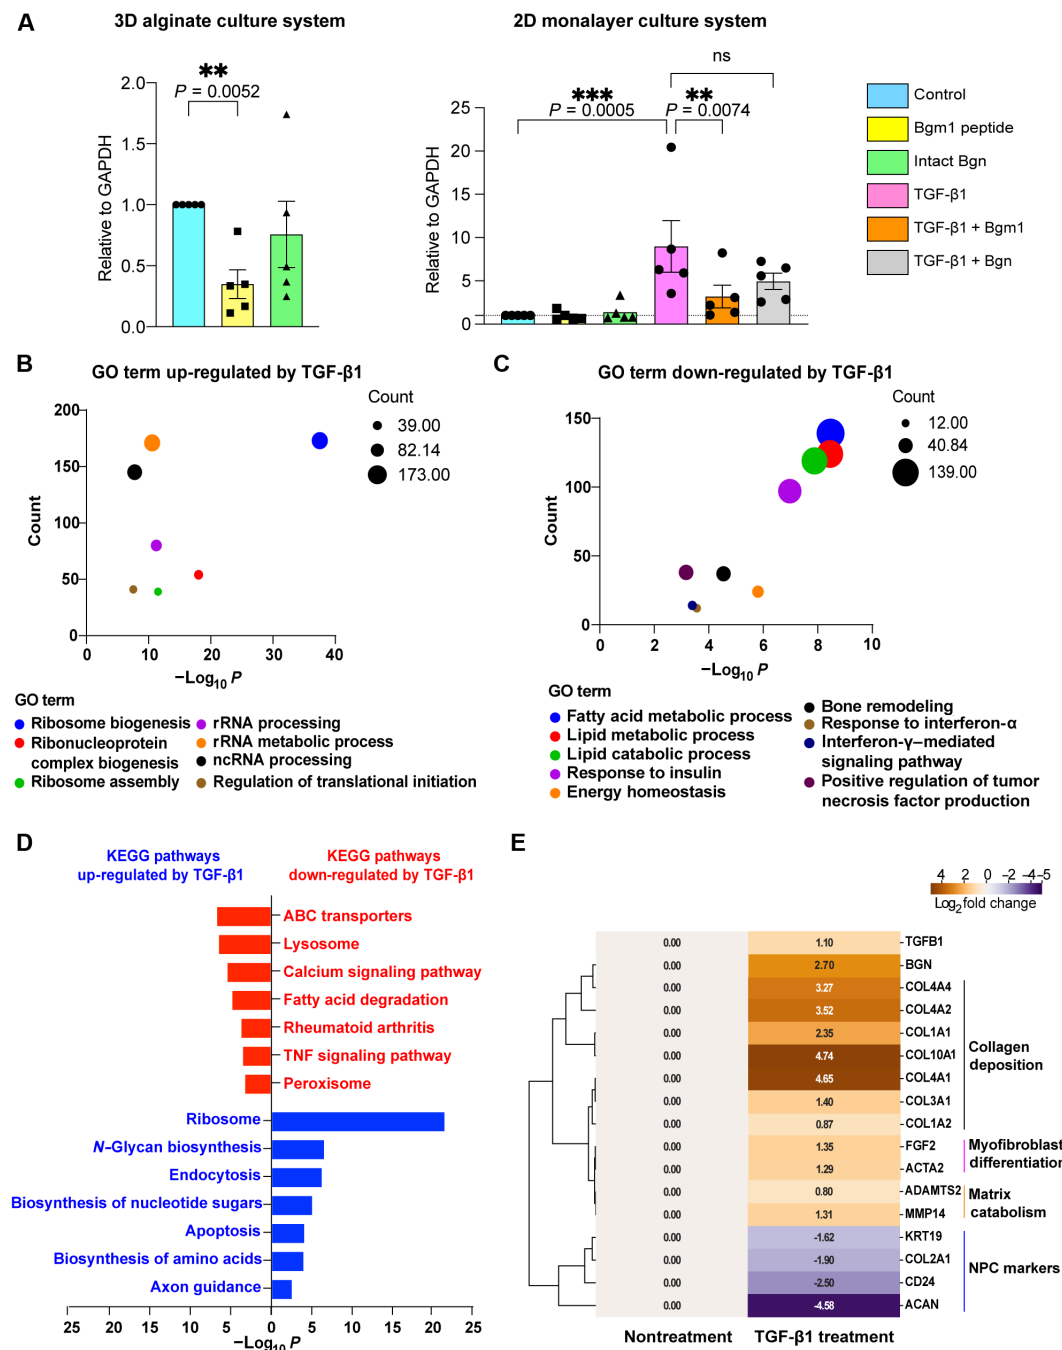 A
3D alginate culture system
2D monalayer culture system
**
P = 0.0052
2.0
1.5
1.0
0.5
0.0
Relative to GAPDH
ns
***
P = 0.0005
**
P = 0.0074
25
20
15
10
5
0
Relative to GAPDH
Control
Bgm1 peptide
Intact Bgn
TGF-β1
TGF-β1 + Bgm1
TGF-β1 + Bgn
B
GO term up-regulated by TGF-β1
Count
39.00
82.14
173.00
200
150
100
50
0
Count
0 10 20 30 40
−Log10 P
GO term
Ribosome biogenesis
Ribonucleoprotein
complex biogenesis
Ribosome assembly
rRNA processing
rRNA metabolic process
ncRNA processing
Regulation of translational initiation
C
GO term down-regulated by TGF-β1
Count
12.00
40.84
139.00
150
100
50
0
Count
0 2 4 6 8 10
−Log10 P
GO term
Fatty acid metabolic process
Lipid metabolic process
Lipid catabolic process
Response to insulin
Energy homeostasis
Bone remodeling
Response to interferon-α
Interferon-γ–mediated
signaling pathway
Positive regulation of tumor
necrosis factor production
D
KEGG pathways
up-regulated by TGF-β1
KEGG pathways
down-regulated by TGF-β1
ABC transporters
Lysosome
Calcium signaling pathway
Fatty acid degradation
Rheumatoid arthritis
TNF signaling pathway
Peroxisome
Ribosome
N-Glycan biosynthesis
Endocytosis
Biosynthesis of nucleotide sugars
Apoptosis
Biosynthesis of amino acids
Axon guidance
25 20 15 10 5 0 5 10 15 20 25
−Log10 P
E
4 2 0 −2 −4−5
Log2 fold change
0.00 1.10 TGFB1
0.00 2.70 BGN
0.00 3.27 COL4A4
0.00 3.52 COL4A2
0.00 2.35 COL1A1
0.00 4.74 COL10A1
0.00 4.65 COL4A1
0.00 1.40 COL3A1
0.00 0.87 COL1A2
0.00 1.35 FGF2
0.00 1.29 ACTA2
0.00 0.80 ADAMTS2
0.00 1.31 MMP14
0.00 -1.62 KRT19
0.00 -1.90 COL2A1
0.00 -2.50 CD24
0.00 -4.58 ACAN
Collagen
deposition
Myofibroblast
differentiation
Matrix
catabolism
NPC markers
Nontreatment
TGF-β1 treatment